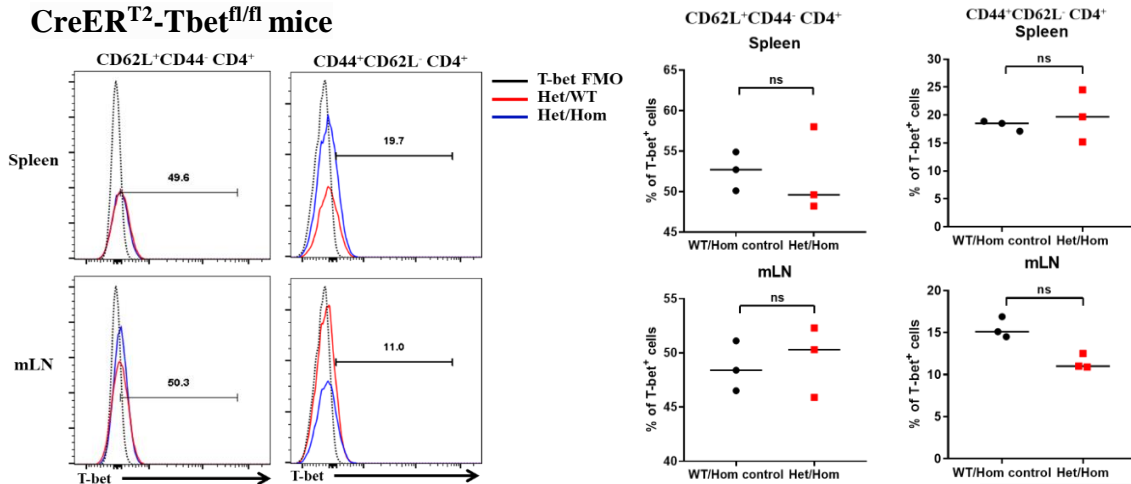 CreER^T2-Tbet^fl/fl mice
CD62L⁺CD44⁻ CD4⁺
CD44⁺CD62L⁻ CD4⁺
T-bet FMO
Het/WT
Het/Hom
Spleen
49.6
19.7
mLN
50.3
11.0
T-bet
T-bet
CD62L⁺CD44⁻ CD4⁺
Spleen
% of T-bet⁺ cells
65
60
55
50
45
ns
WT/Hom control Het/Hom
CD44⁺CD62L⁻ CD4⁺
Spleen
% of T-bet⁺ cells
30
25
20
15
10
5
0
ns
WT/Hom control Het/Hom
mLN
% of T-bet⁺ cells
55
50
45
40
ns
WT/Hom control Het/Hom
mLN
% of T-bet⁺ cells
20
15
10
5
0
ns
WT/Hom control Het/Hom